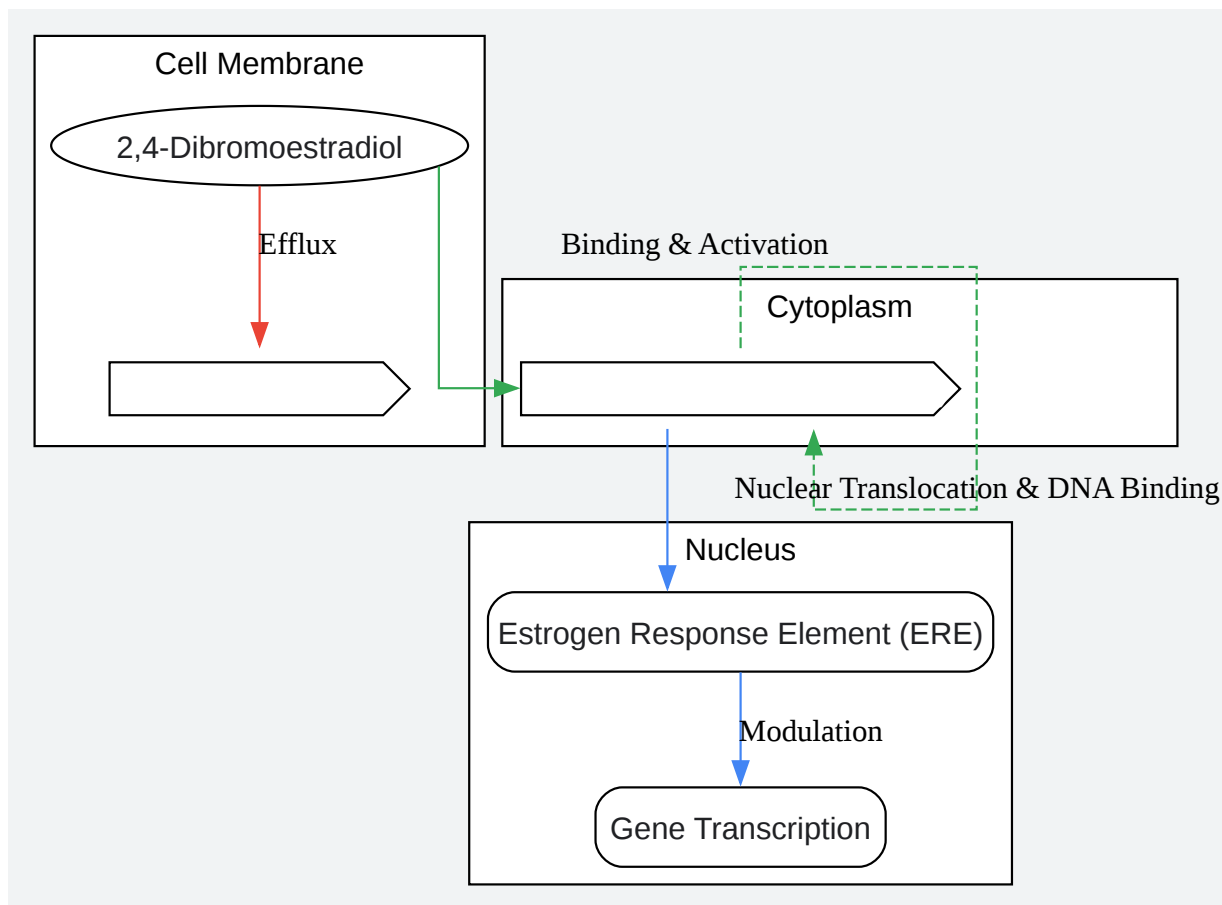 Cell Membrane
2,4-Dibromoestradiol
Efflux
Binding & Activation
Cytoplasm
Nuclear Translocation & DNA Binding
Nucleus
Estrogen Response Element (ERE)
Modulation
Gene Transcription